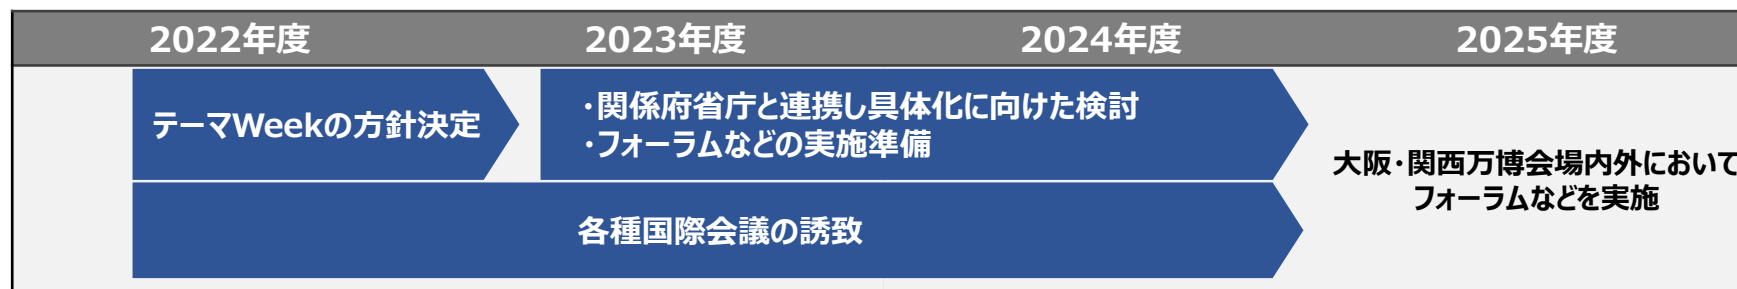 2022年度 2023年度 2024年度 2025年度
テーマWeekの方針決定
・関係府省庁と連携し具体化に向けた検討
・フォーラムなどの実施準備
大阪・関西万博会場内外において
フォーラムなどを実施
各種国際会議の誘致